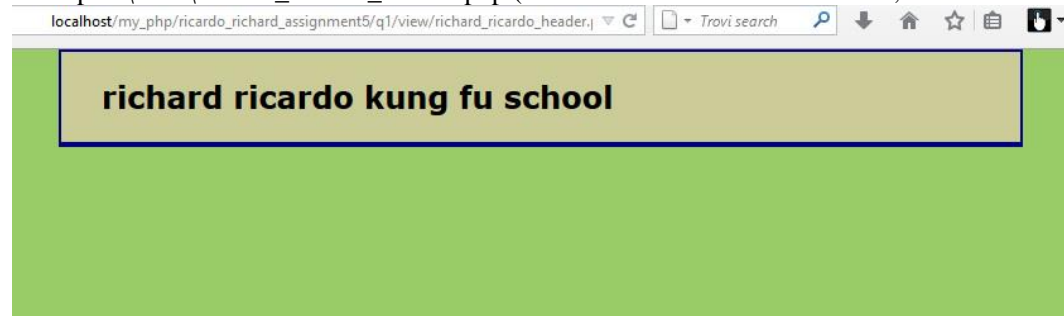 localhost/my_php/ricardo_richard_assignment5/q1/view/richard_ricardo_header.p Trovi search
richard ricardo kung fu school